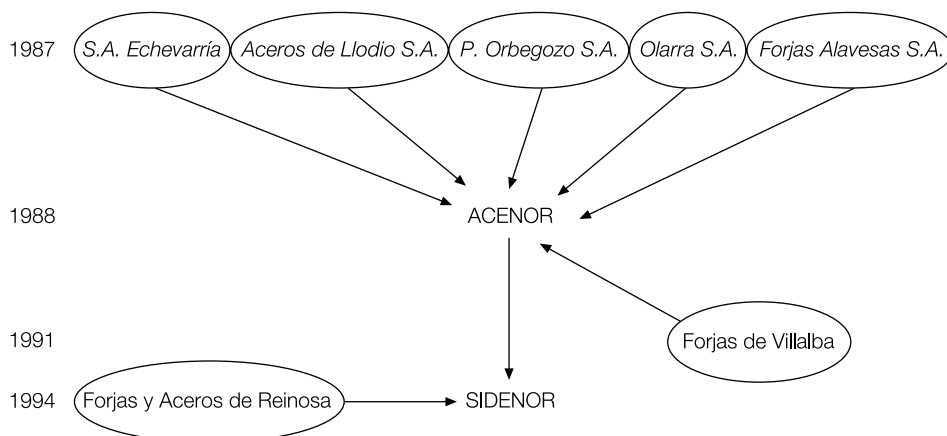 1987 S.A. Echevarría Aceros de Llodio S.A. P. Orbegozo S.A. Olarra S.A. Forjas Alavesas S.A.
1988 ACENOR
1991 Forjas de Villalba
1994 Forjas y Aceros de Reinosa SIDENOR